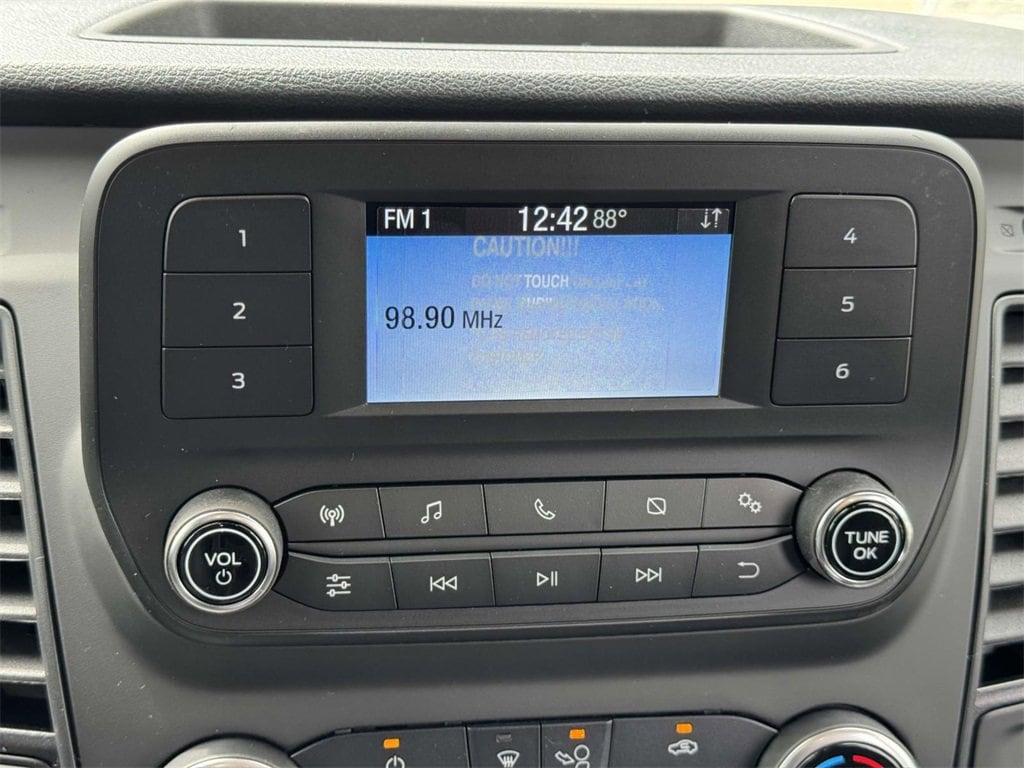 FM 1 12:42 88°
CAUTION!!!
DO NOT TOUCH
98.90 MHz
1
2
3
4
5
6
VOL
TUNE
OK